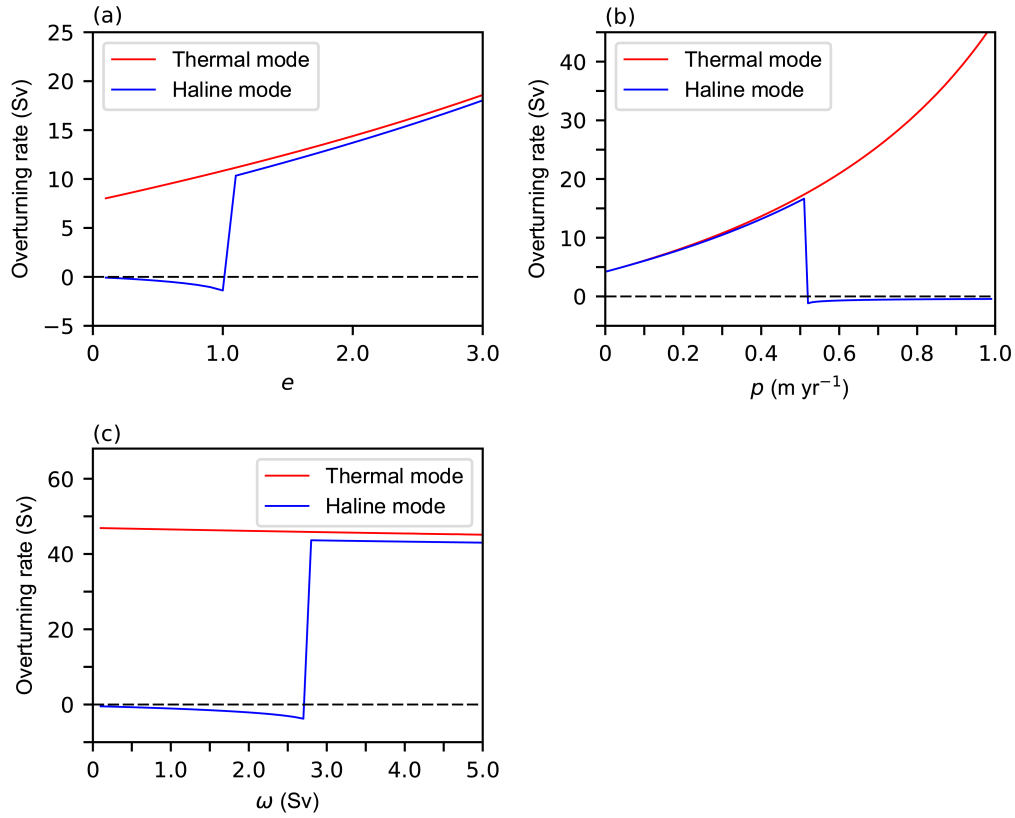 (a)
25
20
15
10
5
0
−5
Overturning rate (Sv)
Thermal mode
Haline mode
0 1.0 2.0 3.0
e
(b)
40
30
20
10
0
Overturning rate (Sv)
Thermal mode
Haline mode
0 0.2 0.4 0.6 0.8 1.0
p (m yr⁻¹)
(c)
60
40
20
0
Overturning rate (Sv)
Thermal mode
Haline mode
0 1.0 2.0 3.0 4.0 5.0
ω (Sv)